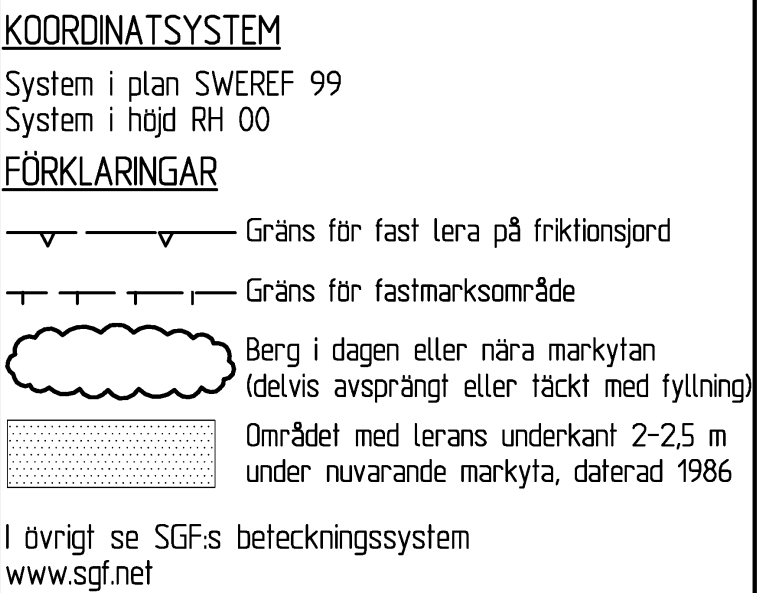 KOORDINATSYSTEM
System i plan SWEREF 99
System i höjd RH 00
FÖRKLARINGAR
Gräns för fast lera på friktionsjord
Gräns för fastmarksområde
Berg i dagen eller nära markytan
(delvis avsprängt eller täckt med fyllning)
Området med lerans underkant 2-2,5 m
under nuvarande markyta, daterad 1986
I övrigt se SGF:s beteckningssystem
www.sgf.net